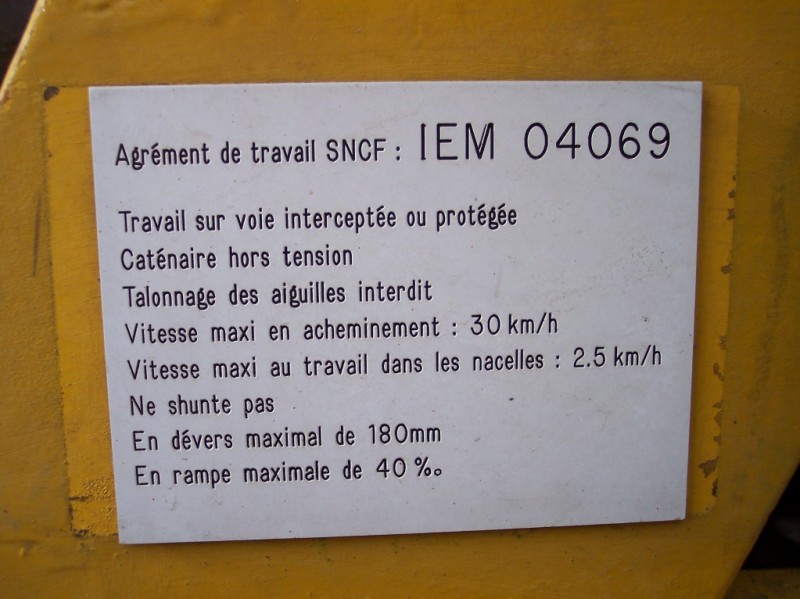 Agrément de travail SNCF : IEM 04069
Travail sur voie interceptée ou protégée
Caténaire hors tension
Talonnage des aiguilles interdit
Vitesse maxi en acheminement : 30 km/h
Vitesse maxi au travail dans les nacelles : 2.5 km/h
Ne shunte pas
En dévers maximal de 180mm
En rampe maximale de 40 ‰